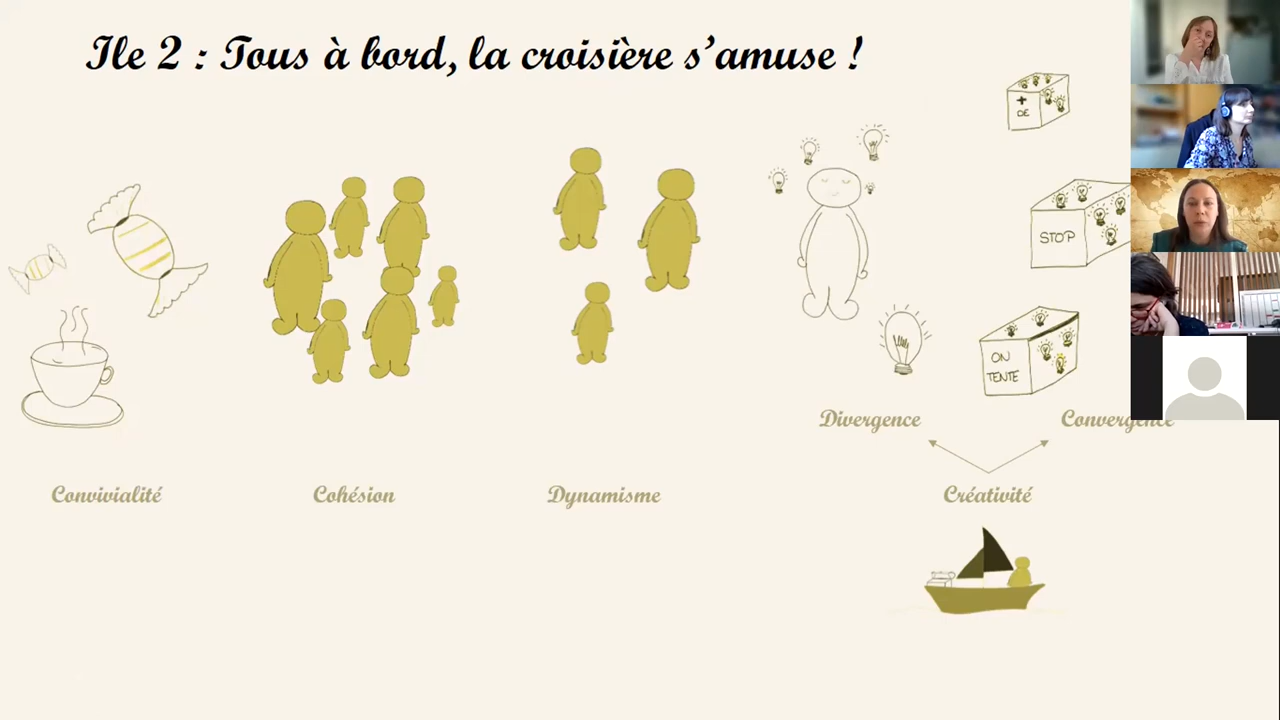 Ile 2 : Tous à bord, la croisière s'amuse !
+
DE
STOP
ON
TENTE
Divergence
Convergence
Convivialité
Cohésion
Dynamisme
Créativité